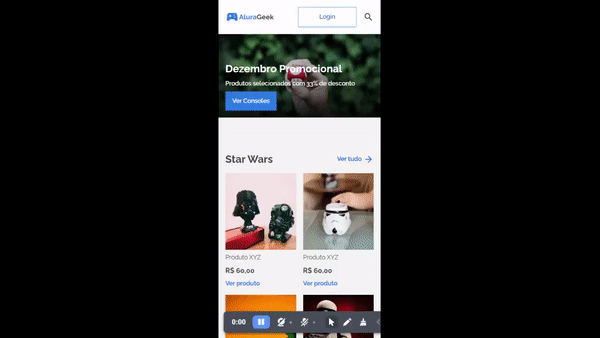 AluraGeek
Login
Dezembro Promocional
Produtos selecionados com 33% de desconto
Ver Consoles
Star Wars
Ver tudo
Produto XYZ
Produto XYZ
R$ 60,00
R$ 60,00
Ver produto
Ver produto
0:00